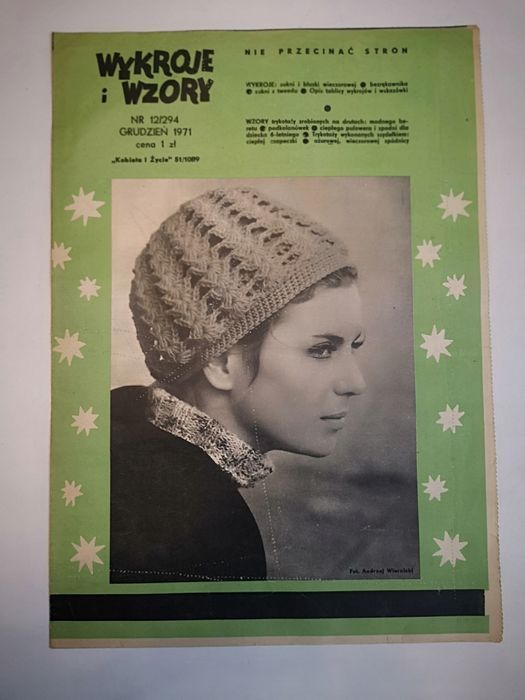 WYKROJE
i WZORY
NR 12/294
GRUDZIEŃ 1971
cena 1 zł
„Kobieta i Życie" 51/1089
NIE PRZECINAĆ STRON
WYKROJE: sukni i bluzki wieczorowej ● bezrękawnika
● sukni z tweedu ● Opis tablicy wykrojów i wskazówki
WZORY trykotaży zrobionych na drutach: modnego be-
retu ● podkolanówek ● ciepłego pulowera i spodni dla
dziecka 6-letniego ● Trykotaży wykonanych szydełkiem:
ciepłej czapeczki ● ażurowej, wieczorowej spódnicy
Fot. Andrzej Wiernicki